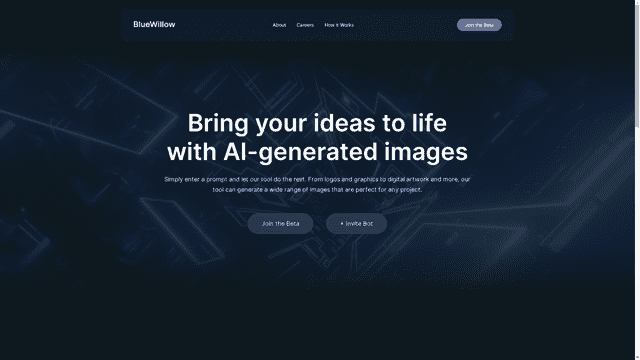 BlueWillow
About
Careers
How It Works
Join the Beta
Bring your ideas to life
with AI-generated images
Simply enter a prompt and let our tool do the rest. From logos and graphics to digital artwork and more, our
tool can generate a wide range of images that are perfect for any project.
Join the Beta
+ Invite Bot